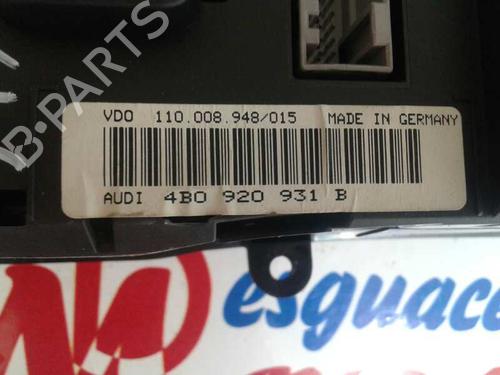 B-PARTS
VDO 110.008.948/015 MADE IN GERMANY
AUDI 4B0 920 931 B
esguace